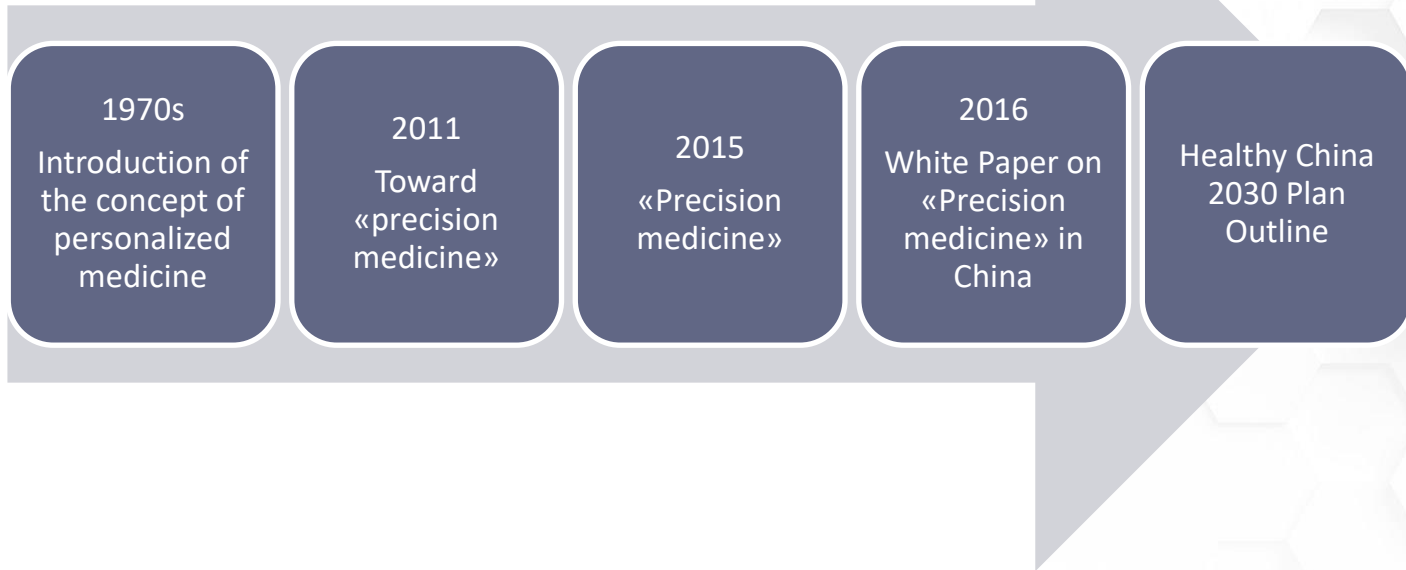 1970s
Introduction of
the concept of
personalized
medicine
2011
Toward
«precision
medicine»
2015
«Precision
medicine»
2016
White Paper on
«Precision
medicine» in
China
Healthy China
2030 Plan
Outline